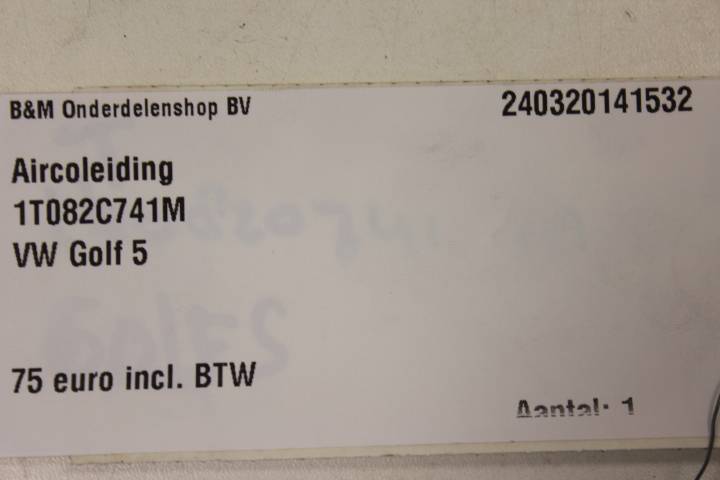 B&M Onderdelenshop BV
240320141532
Aircoleiding
1T082C741M
VW Golf 5
75 euro incl. BTW
Aantal: 1